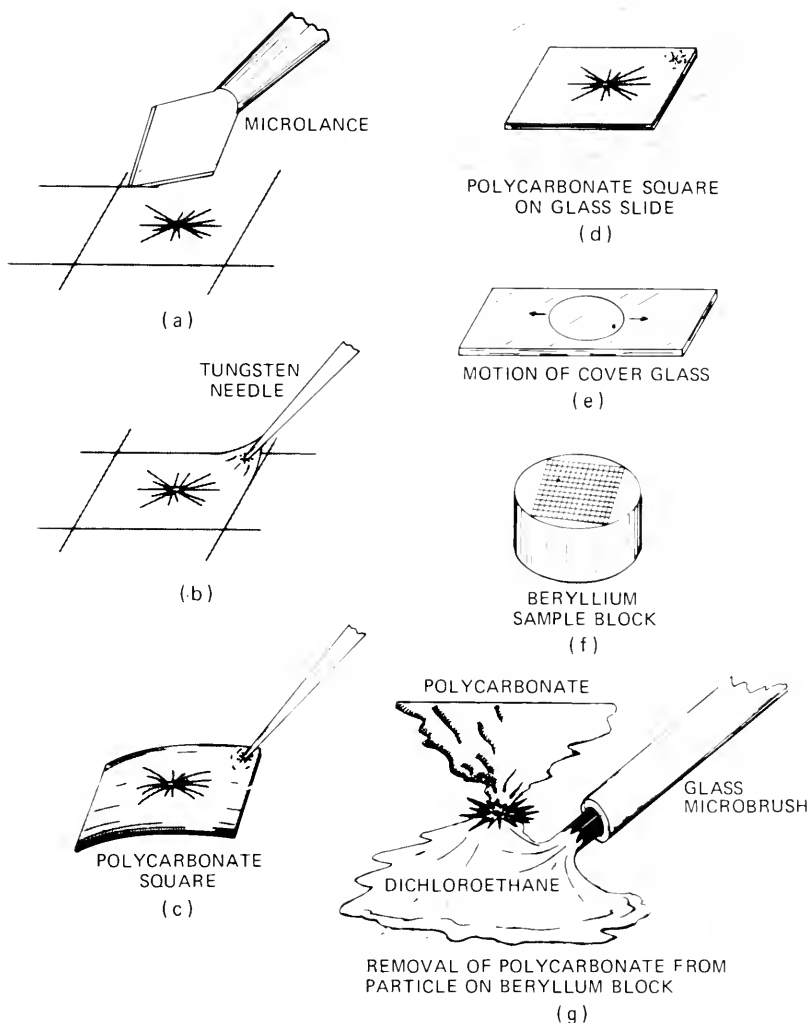 MICROLANCE
(a)
TUNGSTEN
NEEDLE
(b)
POLYCARBONATE
SQUARE
(c)
POLYCARBONATE SQUARE
ON GLASS SLIDE
(d)
MOTION OF COVER GLASS
(e)
BERYLLIUM
SAMPLE BLOCK
(f)
POLYCARBONATE
GLASS
MICROBRUSH
DICHLOROETHANE
REMOVAL OF POLYCARBONATE FROM
PARTICLE ON BERYLLUM BLOCK
(g)